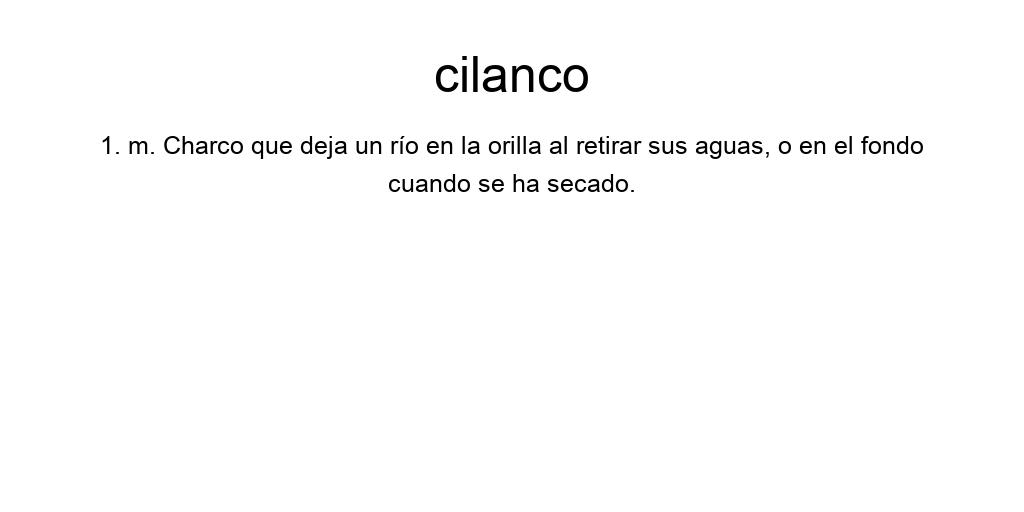 cilanco
1. m. Charco que deja un río en la orilla al retirar sus aguas, o en el fondo
cuando se ha secado.